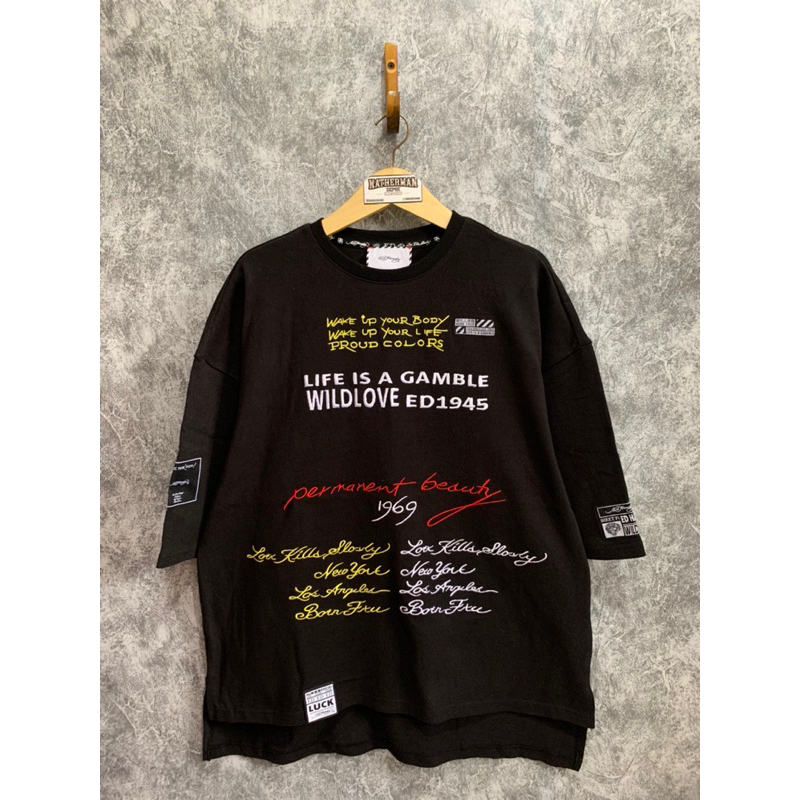 NATHERMAN
WAKE UP YOUR BODY
WAKE UP YOUR LIFE
PROUD COLORS
LIFE IS A GAMBLE
WILDLOVE ED1945
permanent beauty
1969
Love Kills Slowly Love Kills Slowly
New York New York
Los Angeles Los Angeles
Born Free Born Free
LUCK